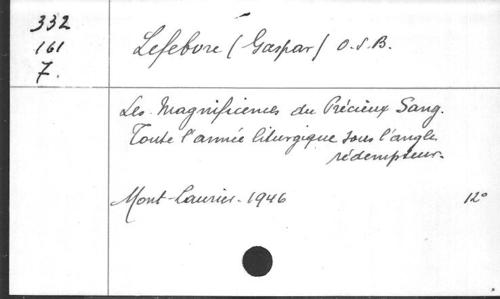 332
161
7.
Lefebvre (Gaspar) O.S.B.
Les Magnificences du Précieux Sang.
Toute l'année liturgique sous l'angle
rédempteur.
Mont-Laurier. 1946 12°